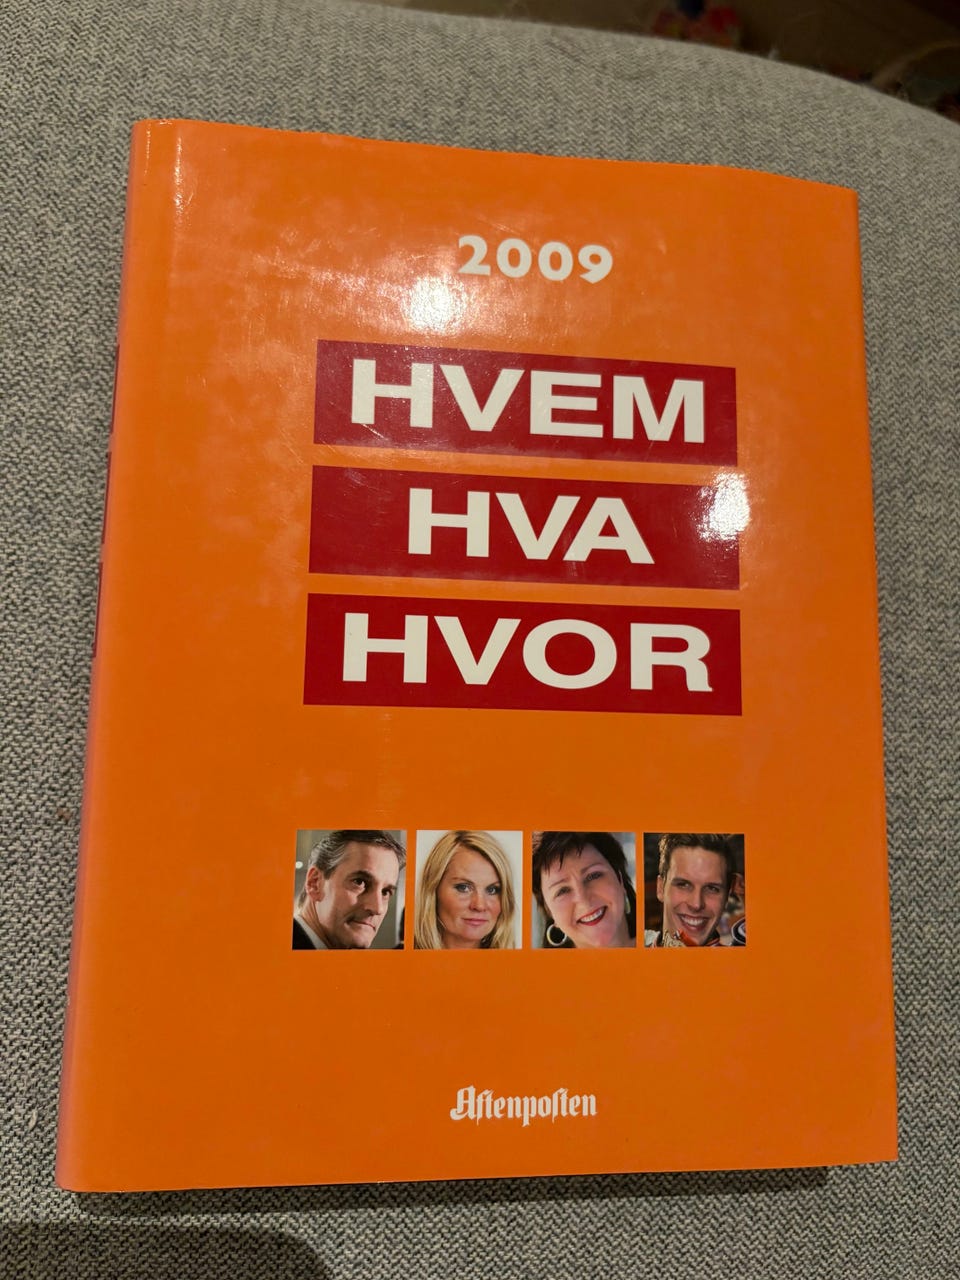 2009
HVEM
HVA
HVOR
Aftenposten